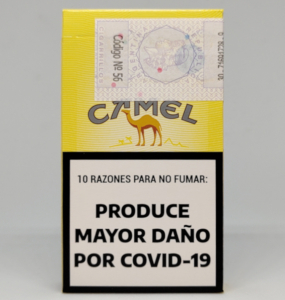 Código Nº 56
CAMEL
10 RAZONES PARA NO FUMAR:
PRODUCE
MAYOR DAÑO
POR COVID-19